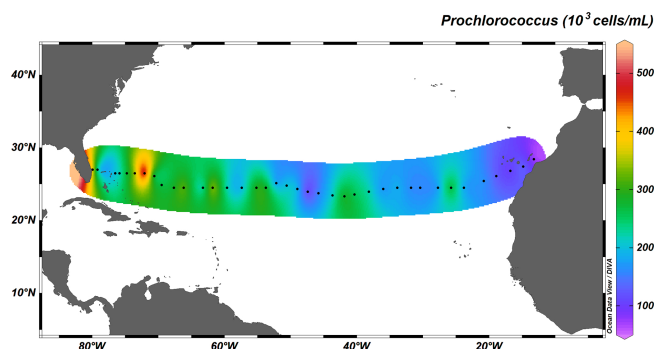 Prochlorococcus (10³ cells/mL)
40°N
30°N
20°N
10°N
80°W
60°W
40°W
20°W
500
400
300
200
100
Ocean Data View / DIVA